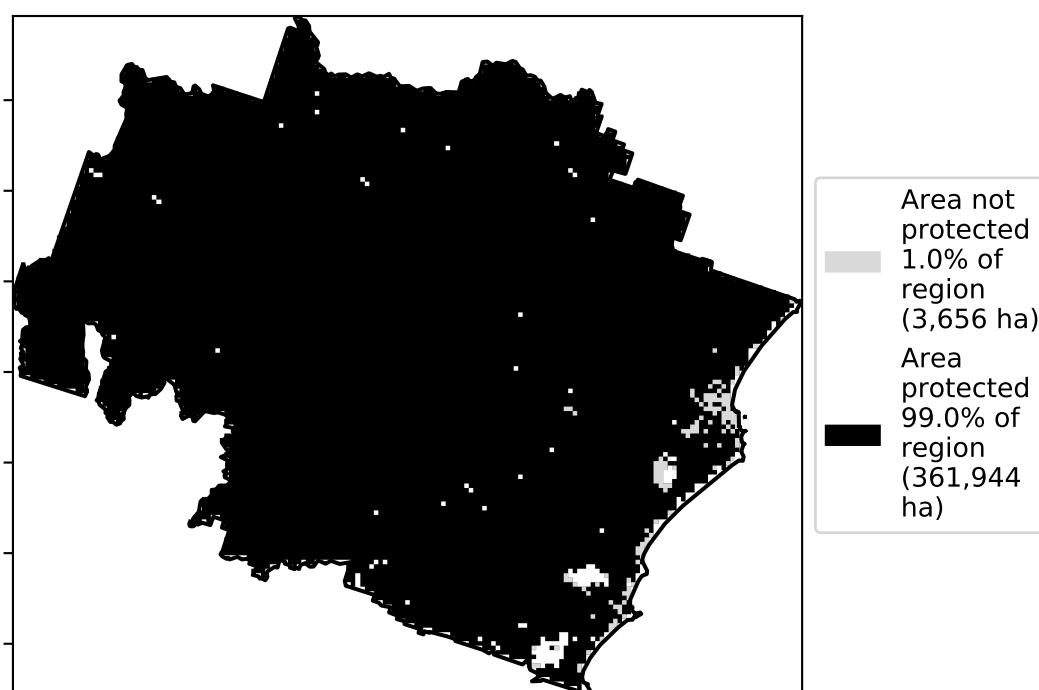 Area not
protected
1.0% of
region
(3,656 ha)
Area
protected
99.0% of
region
(361,944
ha)